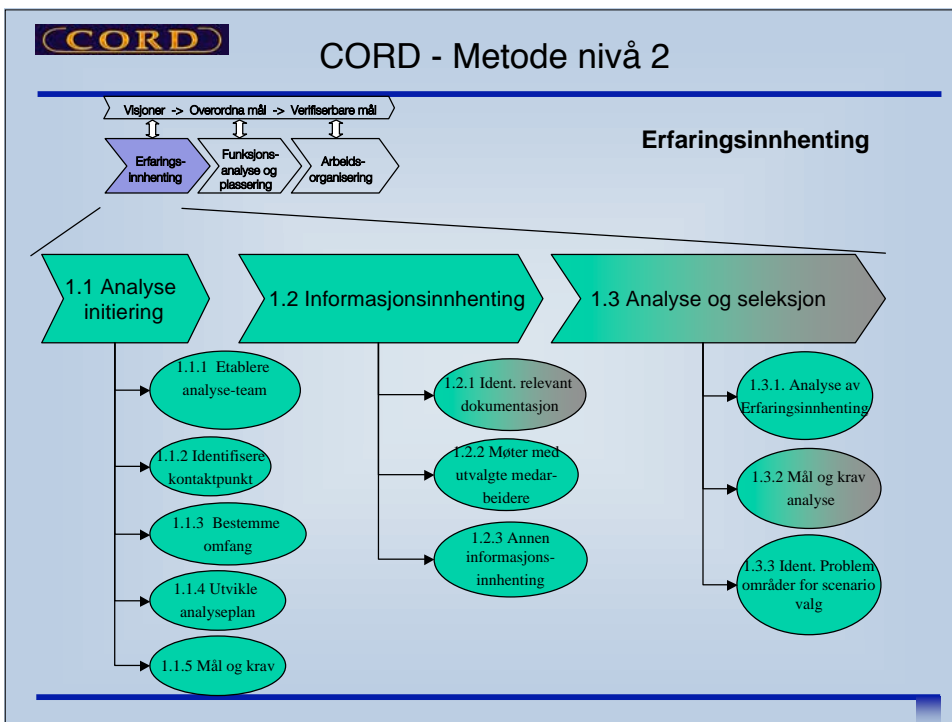 CORD
CORD - Metode nivå 2
Visjoner -> Overordna mål -> Verifiserbare mål
Erfarings-
innhenting
Funksjons-
analyse og
plassering
Arbeids-
organisering
Erfaringsinnhenting
1.1 Analyse
initiering
1.2 Informasjonsinnhenting
1.3 Analyse og seleksjon
1.1.1 Etablere
analyse-team
1.1.2 Identifisere
kontaktpunkt
1.1.3 Bestemme
omfang
1.1.4 Utvikle
analyseplan
1.1.5 Mål og krav
1.2.1 Ident. relevant
dokumentasjon
1.2.2 Møter med
utvalgte medar-
beidere
1.2.3 Annen
informasjons-
innhenting
1.3.1. Analyse av
Erfaringsinnhenting
1.3.2 Mål og krav
analyse
1.3.3 Ident. Problem
områder for scenario
valg